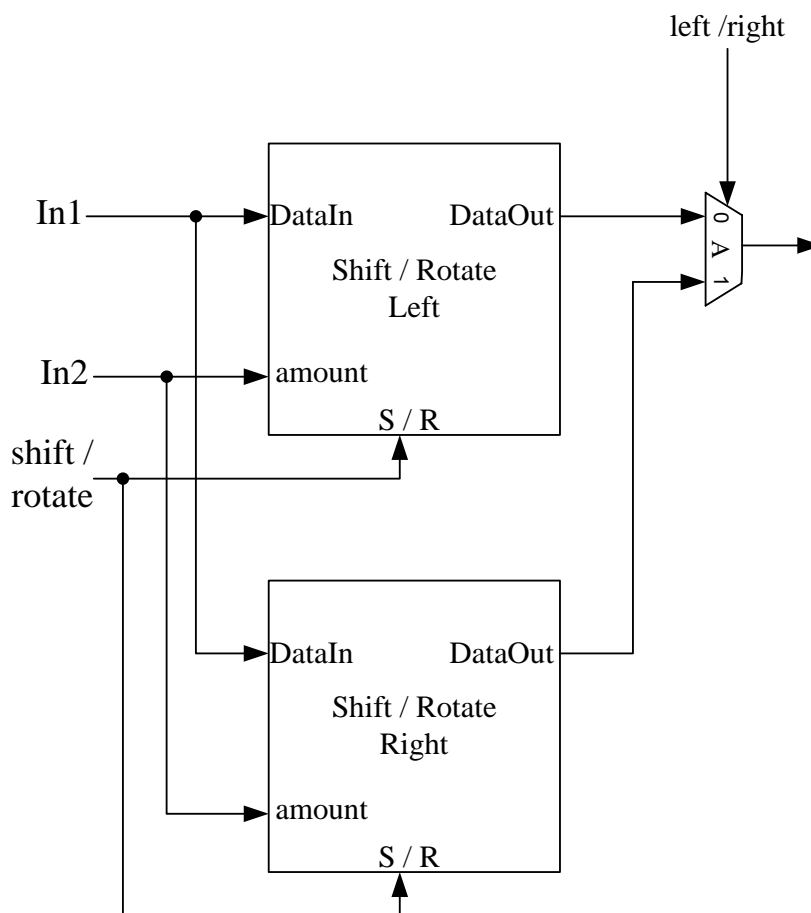 left /right
In1
DataIn
DataOut
0
A
1
Shift / Rotate
Left
In2
amount
S / R
shift /
rotate
DataIn
DataOut
Shift / Rotate
Right
amount
S / R